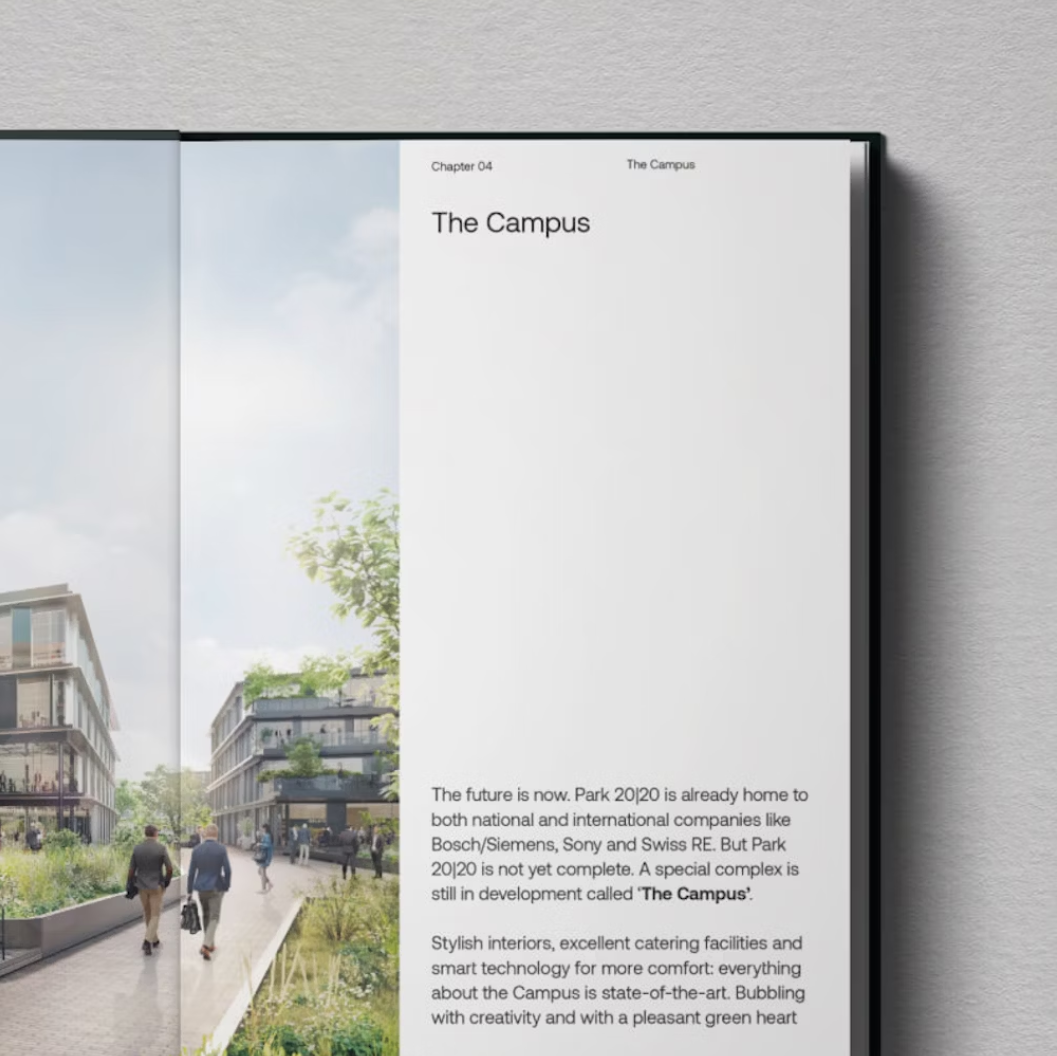 Chapter 04
The Campus
The Campus
The future is now. Park 20|20 is already home to
both national and international companies like
Bosch/Siemens, Sony and Swiss RE. But Park
20|20 is not yet complete. A special complex is
still in development called ‘The Campus’.
Stylish interiors, excellent catering facilities and
smart technology for more comfort: everything
about the Campus is state-of-the-art. Bubbling
with creativity and with a pleasant green heart